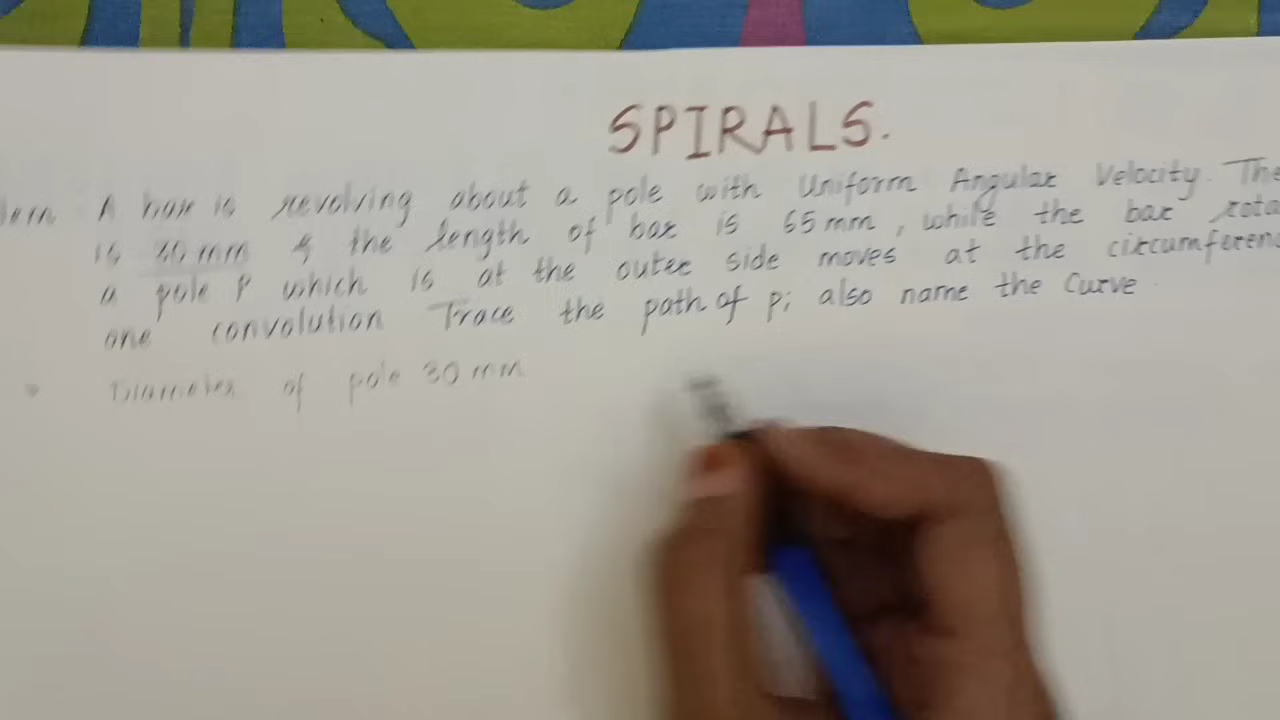 SPIRALS.
A bar is revolving about a pole with Uniform Angular Velocity. The
is 30 mm & the length of bar is 65 mm, while the bar rota
a pole P which is at the outer side moves at the circumferenc
one convolution Trace the path of p; also name the Curve.
Diameter of pole 30 mm